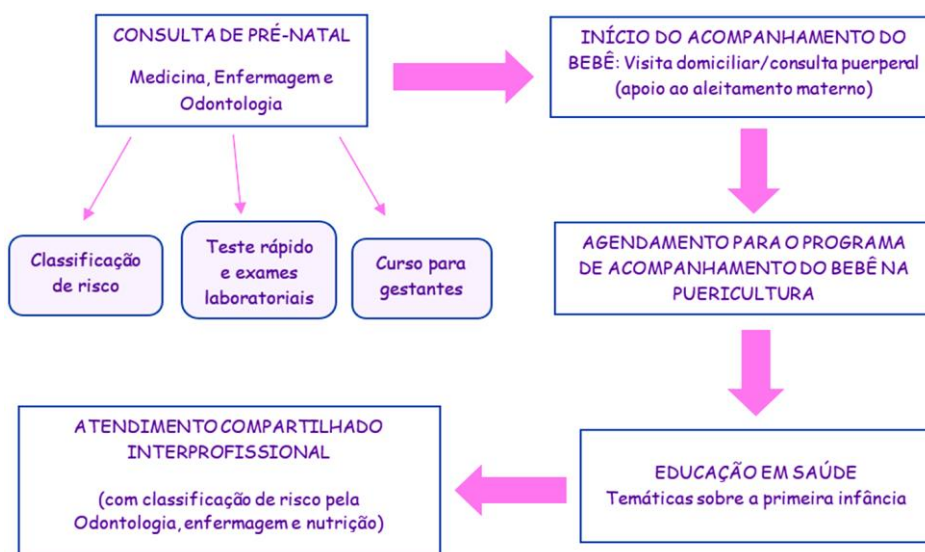 CONSULTA DE PRÉ-NATAL
Medicina, Enfermagem e
Odontologia
INÍCIO DO ACOMPANHAMENTO DO
BEBÊ: Visita domiciliar/consulta puerperal
(apoio ao aleitamento materno)
Classificação
de risco
Teste rápido
e exames
laboratoriais
Curso para
gestantes
AGENDAMENTO PARA O PROGRAMA
DE ACOMPANHAMENTO DO BEBÊ NA
PUERICULTURA
EDUCAÇÃO EM SAÚDE
Temáticas sobre a primeira infância
ATENDIMENTO COMPARTILHADO
INTERPROFISSIONAL
(com classificação de risco pela
Odontologia, enfermagem e nutrição)